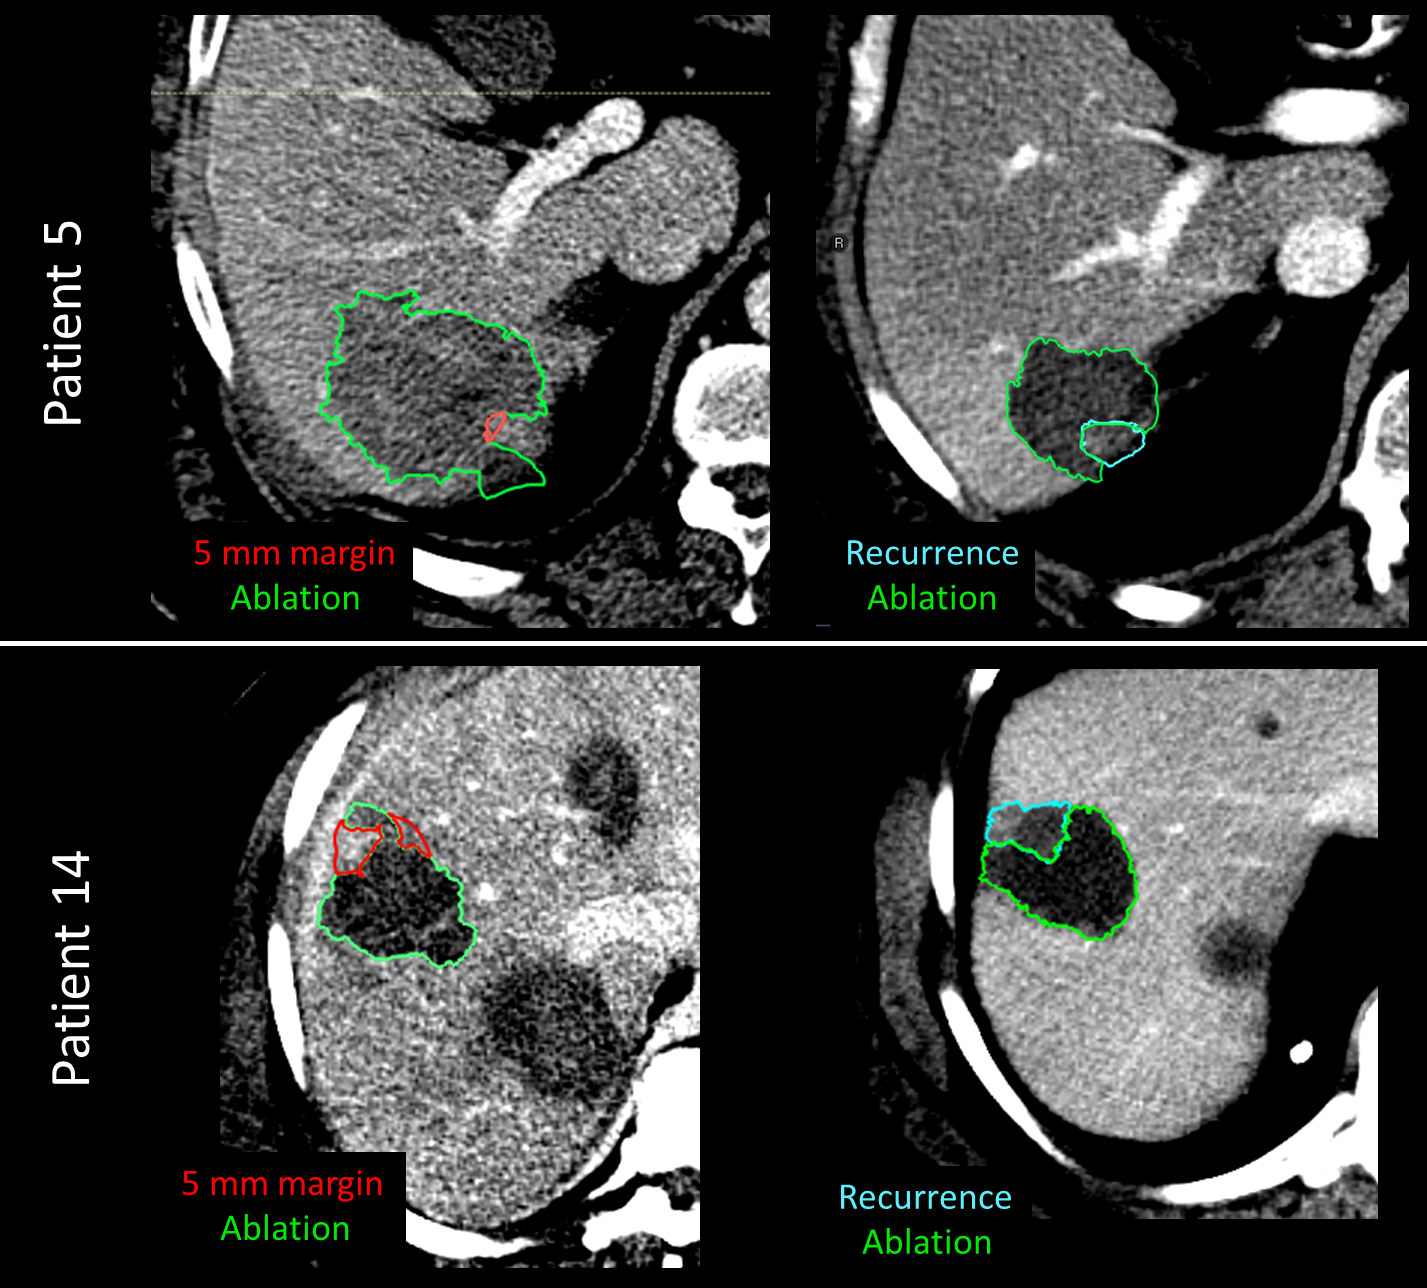 Patient 5
5 mm margin
Ablation
R
Recurrence
Ablation
Patient 14
5 mm margin
Ablation
Recurrence
Ablation